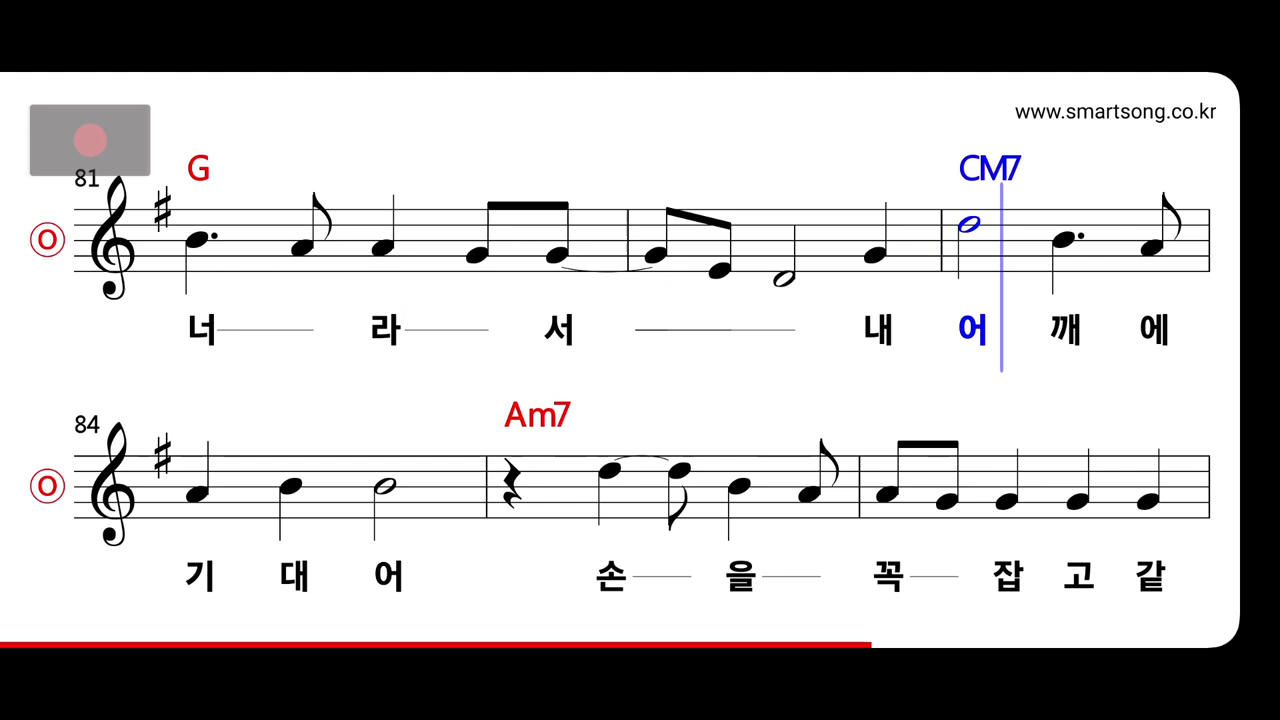 www.smartsong.co.kr
81
G CM7
O
너 라 서 내 어 깨 에
84
Am7
O
기 대 어 손 을 꼭 잡 고 같